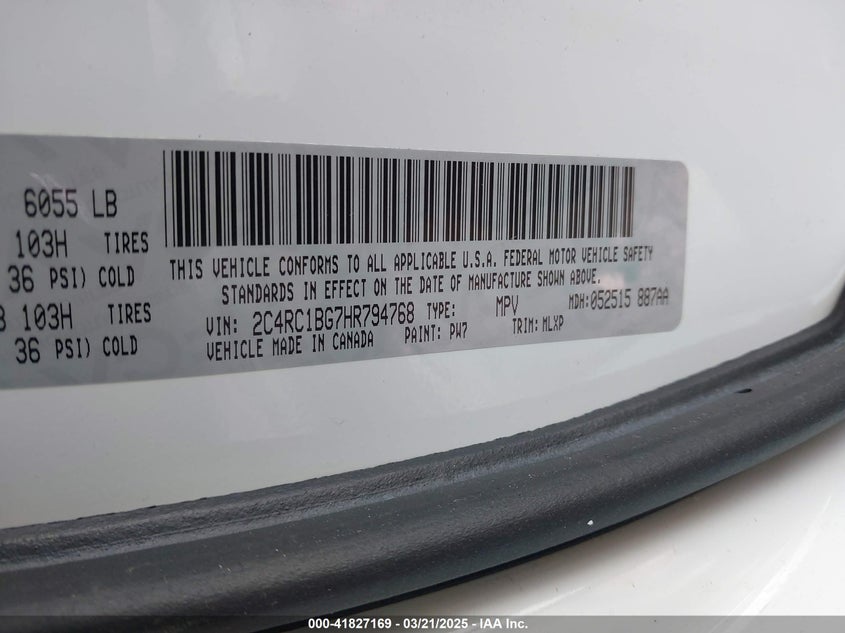 6055 LB
103H TIRES
36 PSI) COLD
103H TIRES
36 PSI) COLD
THIS VEHICLE CONFORMS TO ALL APPLICABLE U.S.A. FEDERAL MOTOR VEHICLE SAFETY
STANDARDS IN EFFECT ON THE DATE OF MANUFACTURE SHOWN ABOVE.
VIN: 2C4RC1BG7HR794768 TYPE: MPV MDH: 052515 887AA
VEHICLE MADE IN CANADA PAINT: PW7 TRIM: MLXP
000-41827169 - 03/21/2025 - IAA Inc.